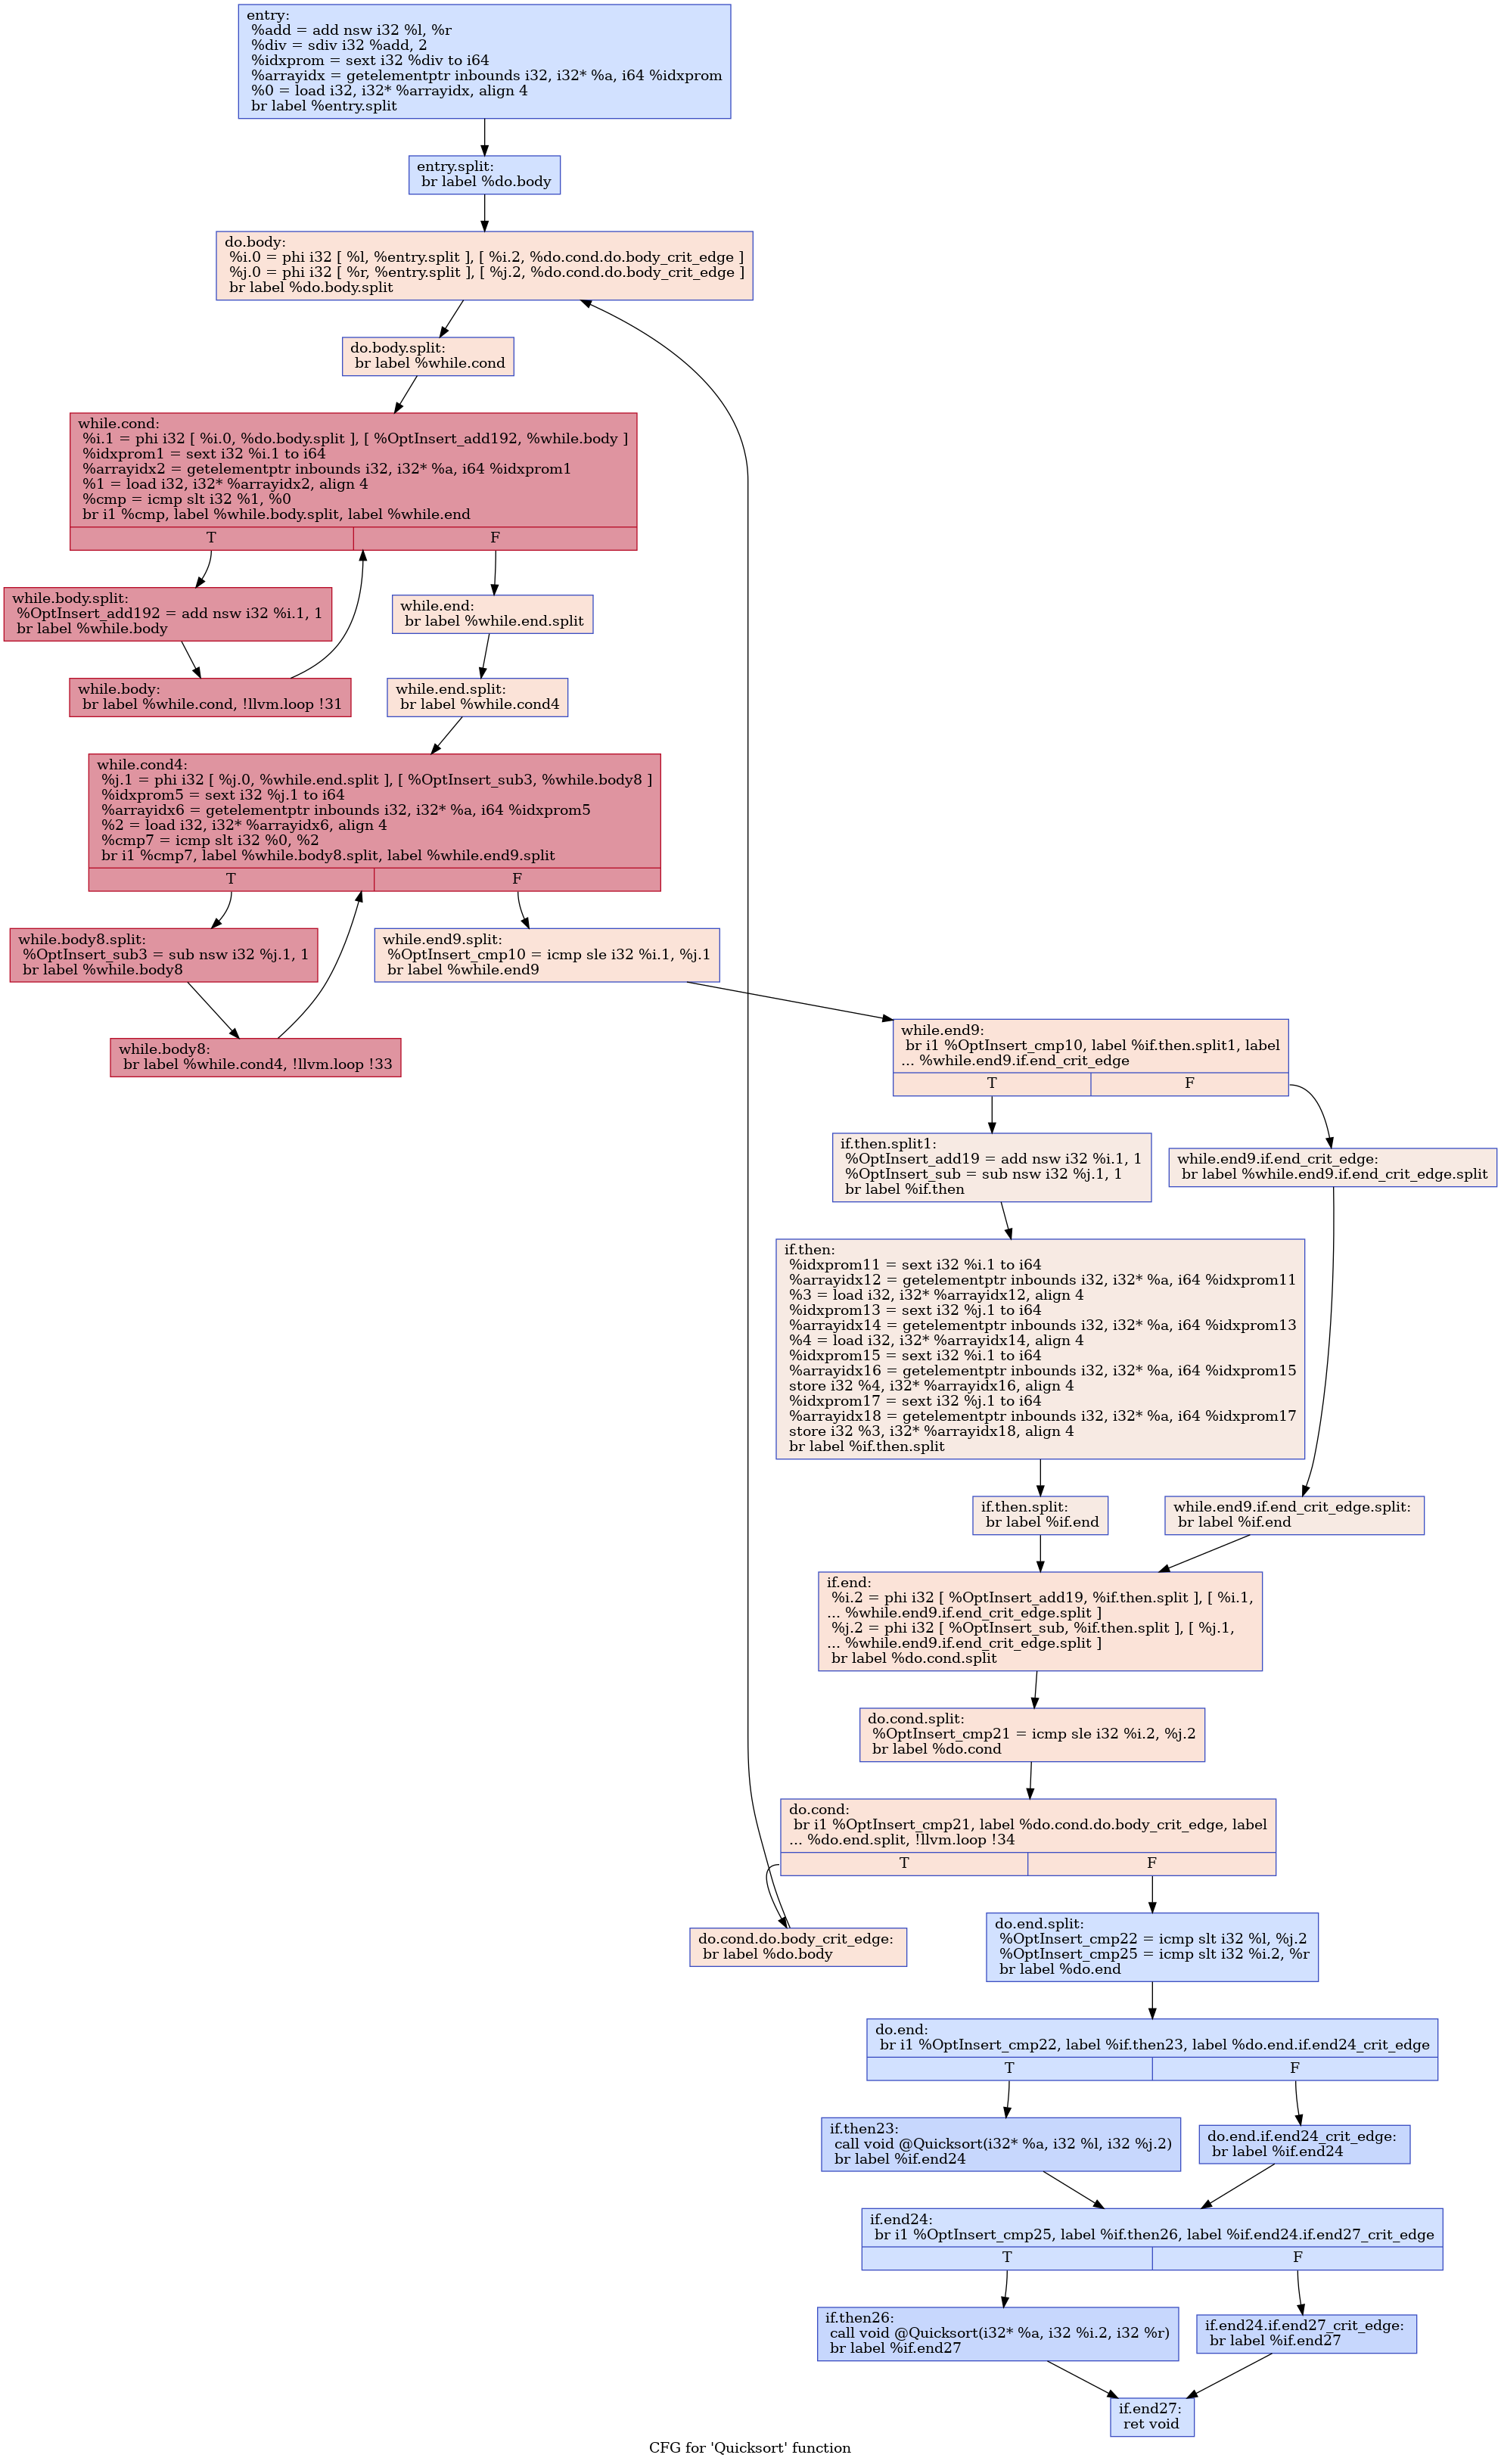 entry:
%add = add nsw i32 %l, %r
%div = sdiv i32 %add, 2
%idxprom = sext i32 %div to i64
%arrayidx = getelementptr inbounds i32, i32* %a, i64 %idxprom
%0 = load i32, i32* %arrayidx, align 4
br label %entry.split
entry.split:
br label %do.body
do.body:
%i.0 = phi i32 [ %l, %entry.split ], [ %i.2, %do.cond.do.body_crit_edge ]
%j.0 = phi i32 [ %r, %entry.split ], [ %j.2, %do.cond.do.body_crit_edge ]
br label %do.body.split
do.body.split:
br label %while.cond
while.cond:
%i.1 = phi i32 [ %i.0, %do.body.split ], [ %OptInsert_add192, %while.body ]
%idxprom1 = sext i32 %i.1 to i64
%arrayidx2 = getelementptr inbounds i32, i32* %a, i64 %idxprom1
%1 = load i32, i32* %arrayidx2, align 4
%cmp = icmp slt i32 %1, %0
br i1 %cmp, label %while.body.split, label %while.end
T F
while.body.split:
%OptInsert_add192 = add nsw i32 %i.1, 1
br label %while.body
while.end:
br label %while.end.split
while.body:
br label %while.cond, !llvm.loop !31
while.end.split:
br label %while.cond4
while.cond4:
%j.1 = phi i32 [ %j.0, %while.end.split ], [ %OptInsert_sub3, %while.body8 ]
%idxprom5 = sext i32 %j.1 to i64
%arrayidx6 = getelementptr inbounds i32, i32* %a, i64 %idxprom5
%2 = load i32, i32* %arrayidx6, align 4
%cmp7 = icmp slt i32 %0, %2
br i1 %cmp7, label %while.body8.split, label %while.end9.split
T F
while.body8.split:
%OptInsert_sub3 = sub nsw i32 %j.1, 1
br label %while.body8
while.end9.split:
%OptInsert_cmp10 = icmp sle i32 %i.1, %j.1
br label %while.end9
while.body8:
br label %while.cond4, !llvm.loop !33
while.end9:
br i1 %OptInsert_cmp10, label %if.then.split1, label
... %while.end9.if.end_crit_edge
T F
if.then.split1:
%OptInsert_add19 = add nsw i32 %i.1, 1
%OptInsert_sub = sub nsw i32 %j.1, 1
br label %if.then
while.end9.if.end_crit_edge:
br label %while.end9.if.end_crit_edge.split
if.then:
%idxprom11 = sext i32 %i.1 to i64
%arrayidx12 = getelementptr inbounds i32, i32* %a, i64 %idxprom11
%3 = load i32, i32* %arrayidx12, align 4
%idxprom13 = sext i32 %j.1 to i64
%arrayidx14 = getelementptr inbounds i32, i32* %a, i64 %idxprom13
%4 = load i32, i32* %arrayidx14, align 4
%idxprom15 = sext i32 %i.1 to i64
%arrayidx16 = getelementptr inbounds i32, i32* %a, i64 %idxprom15
store i32 %4, i32* %arrayidx16, align 4
%idxprom17 = sext i32 %j.1 to i64
%arrayidx18 = getelementptr inbounds i32, i32* %a, i64 %idxprom17
store i32 %3, i32* %arrayidx18, align 4
br label %if.then.split
if.then.split:
br label %if.end
while.end9.if.end_crit_edge.split:
br label %if.end
if.end:
%i.2 = phi i32 [ %OptInsert_add19, %if.then.split ], [ %i.1,
... %while.end9.if.end_crit_edge.split ]
%j.2 = phi i32 [ %OptInsert_sub, %if.then.split ], [ %j.1,
... %while.end9.if.end_crit_edge.split ]
br label %do.cond.split
do.cond.split:
%OptInsert_cmp21 = icmp sle i32 %i.2, %j.2
br label %do.cond
do.cond:
br i1 %OptInsert_cmp21, label %do.cond.do.body_crit_edge, label
... %do.end.split, !llvm.loop !34
T F
do.cond.do.body_crit_edge:
br label %do.body
do.end.split:
%OptInsert_cmp22 = icmp slt i32 %l, %j.2
%OptInsert_cmp25 = icmp slt i32 %i.2, %r
br label %do.end
do.end:
br i1 %OptInsert_cmp22, label %if.then23, label %do.end.if.end24_crit_edge
T F
if.then23:
call void @Quicksort(i32* %a, i32 %l, i32 %j.2)
br label %if.end24
do.end.if.end24_crit_edge:
br label %if.end24
if.end24:
br i1 %OptInsert_cmp25, label %if.then26, label %if.end24.if.end27_crit_edge
T F
if.then26:
call void @Quicksort(i32* %a, i32 %i.2, i32 %r)
br label %if.end27
if.end24.if.end27_crit_edge:
br label %if.end27
if.end27:
ret void
CFG for 'Quicksort' function